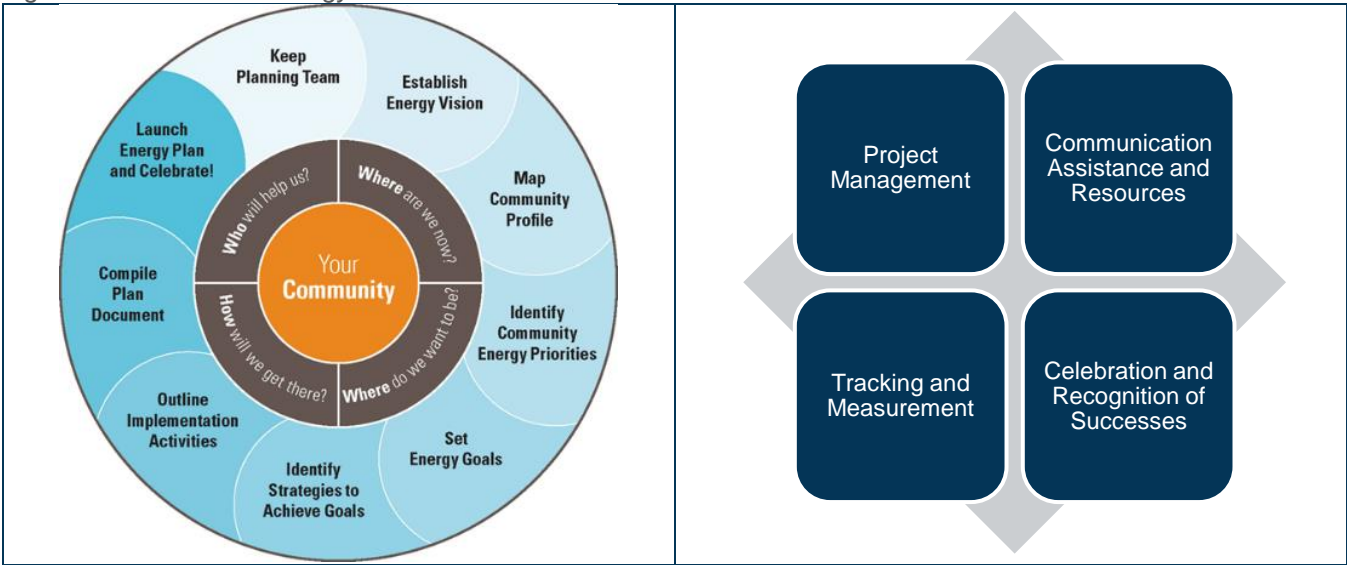 Keep
Planning Team
Establish
Energy Vision
Map
Community
Profile
Identify
Community
Energy Priorities
Set
Energy Goals
Identify
Strategies to
Achieve Goals
Outline
Implementation
Activities
Compile
Plan
Document
Launch
Energy Plan
and Celebrate!
Who will help us?
Where are we now?
Where do we want to be?
How will we get there?
Your
Community
Project
Management
Communication
Assistance and
Resources
Tracking and
Measurement
Celebration and
Recognition of
Successes